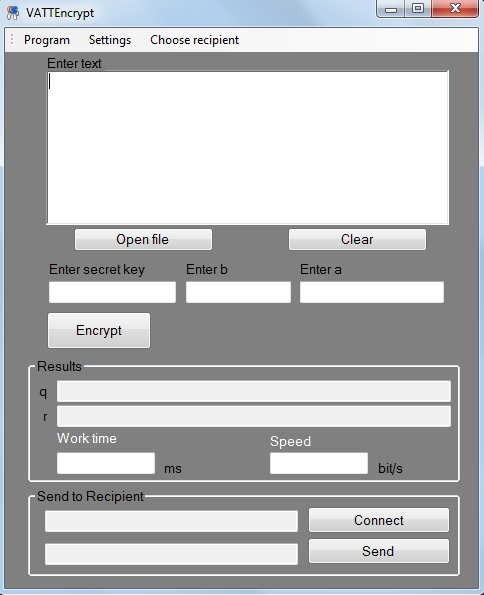 VATTEncrypt
Program Settings Choose recipient
Enter text
Open file Clear
Enter secret key Enter b Enter a
Encrypt
Results
q
r
Work time Speed
ms bit/s
Send to Recipient
Connect
Send